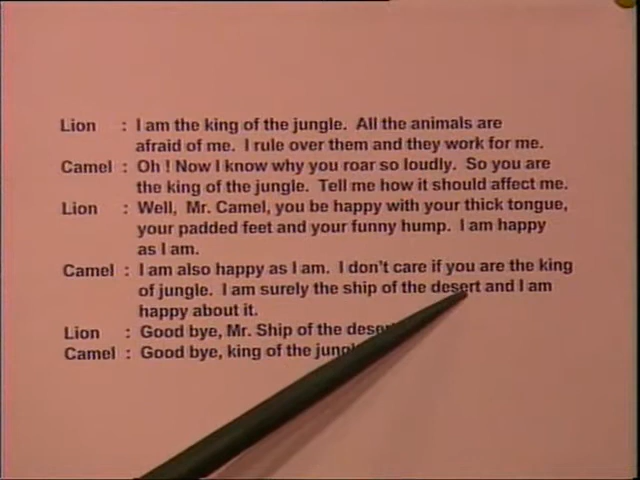 Lion : I am the king of the jungle. All the animals are
afraid of me. I rule over them and they work for me.
Camel : Oh ! Now I know why you roar so loudly. So you are
the king of the jungle. Tell me how it should affect me.
Lion : Well, Mr. Camel, you be happy with your thick tongue,
your padded feet and your funny hump. I am happy
as I am.
Camel : I am also happy as I am. I don't care if you are the king
of jungle. I am surely the ship of the desert and I am
happy about it.
Lion : Good bye, Mr. Ship of the
Camel : Good bye, king of the